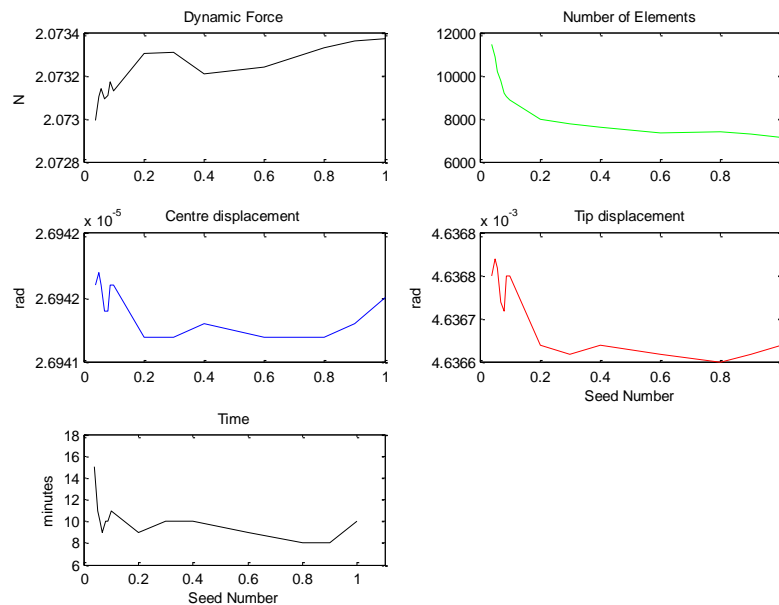 Dynamic Force
2.0734
2.0732
2.073
2.0728
N
0 0.2 0.4 0.6 0.8 1
Number of Elements
12000
10000
8000
6000
0 0.2 0.4 0.6 0.8 1
Centre displacement
x 10-5
2.6942
2.6942
2.6941
rad
0 0.2 0.4 0.6 0.8 1
Tip displacement
x 10-3
4.6368
4.6368
4.6367
4.6366
rad
0 0.2 0.4 0.6 0.8
Seed Number
Time
18
16
14
12
10
8
6
minutes
0 0.2 0.4 0.6 0.8 1
Seed Number